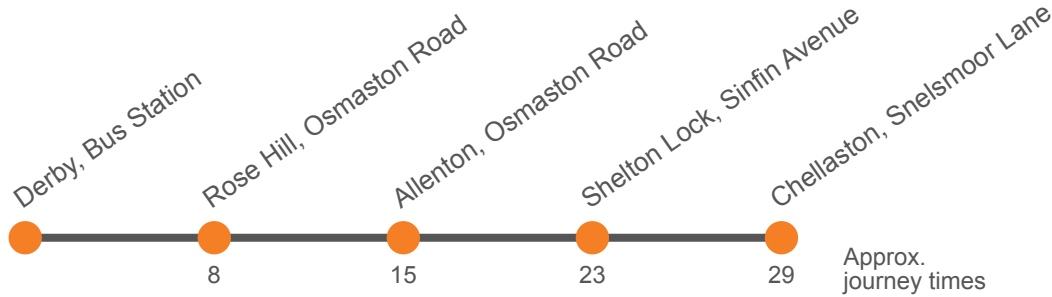 Derby, Bus Station
Rose Hill, Osmaston Road
Allenton, Osmaston Road
Shelton Lock, Sinfin Avenue
Chellaston, Snelsmoor Lane
8
15
23
29
Approx.
journey times